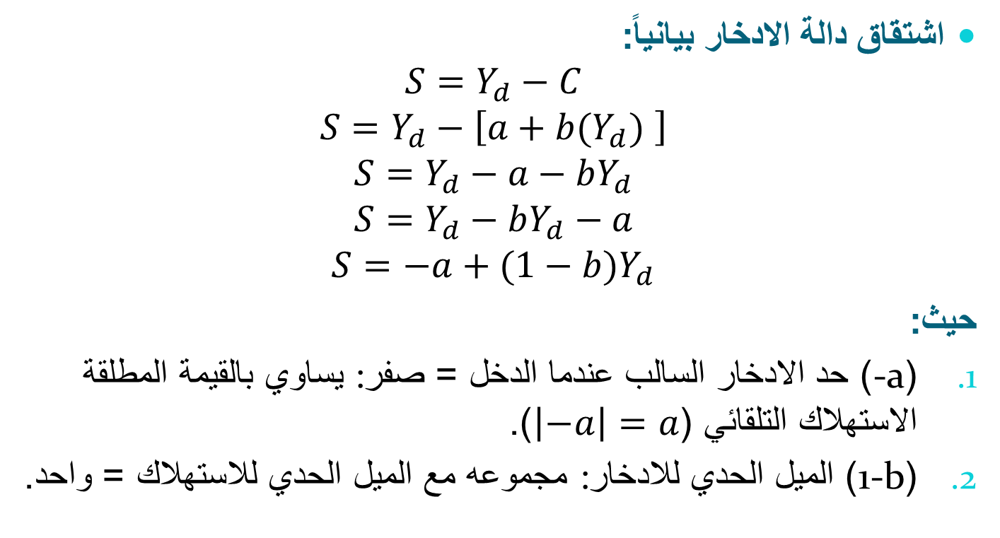 • اشتقاق دالة الادخار بيانياً:
S = Y_d − C
S = Y_d − [a + b(Y_d) ]
S = Y_d − a − bY_d
S = Y_d − bY_d − a
S = −a + (1 − b)Y_d
حيث:
1. (-a) حد الادخار السالب عندما الدخل = صفر: يساوي بالقيمة المطلقة
الاستهلاك التلقائي (|−a| = a).
2. (1-b) الميل الحدي للادخار: مجموعه مع الميل الحدي للاستهلاك = واحد.